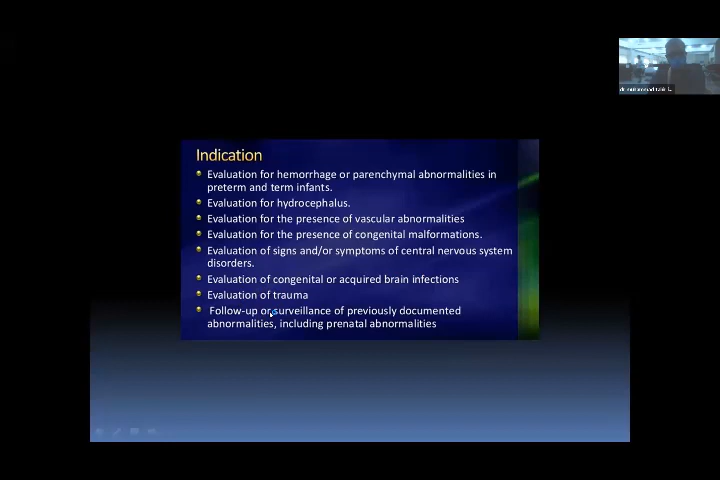 Indication
Evaluation for hemorrhage or parenchymal abnormalities in
preterm and term infants.
Evaluation for hydrocephalus.
Evaluation for the presence of vascular abnormalities
Evaluation for the presence of congenital malformations.
Evaluation of signs and/or symptoms of central nervous system
disorders.
Evaluation of congenital or acquired brain infections
Evaluation of trauma
Follow-up or surveillance of previously documented
abnormalities, including prenatal abnormalities